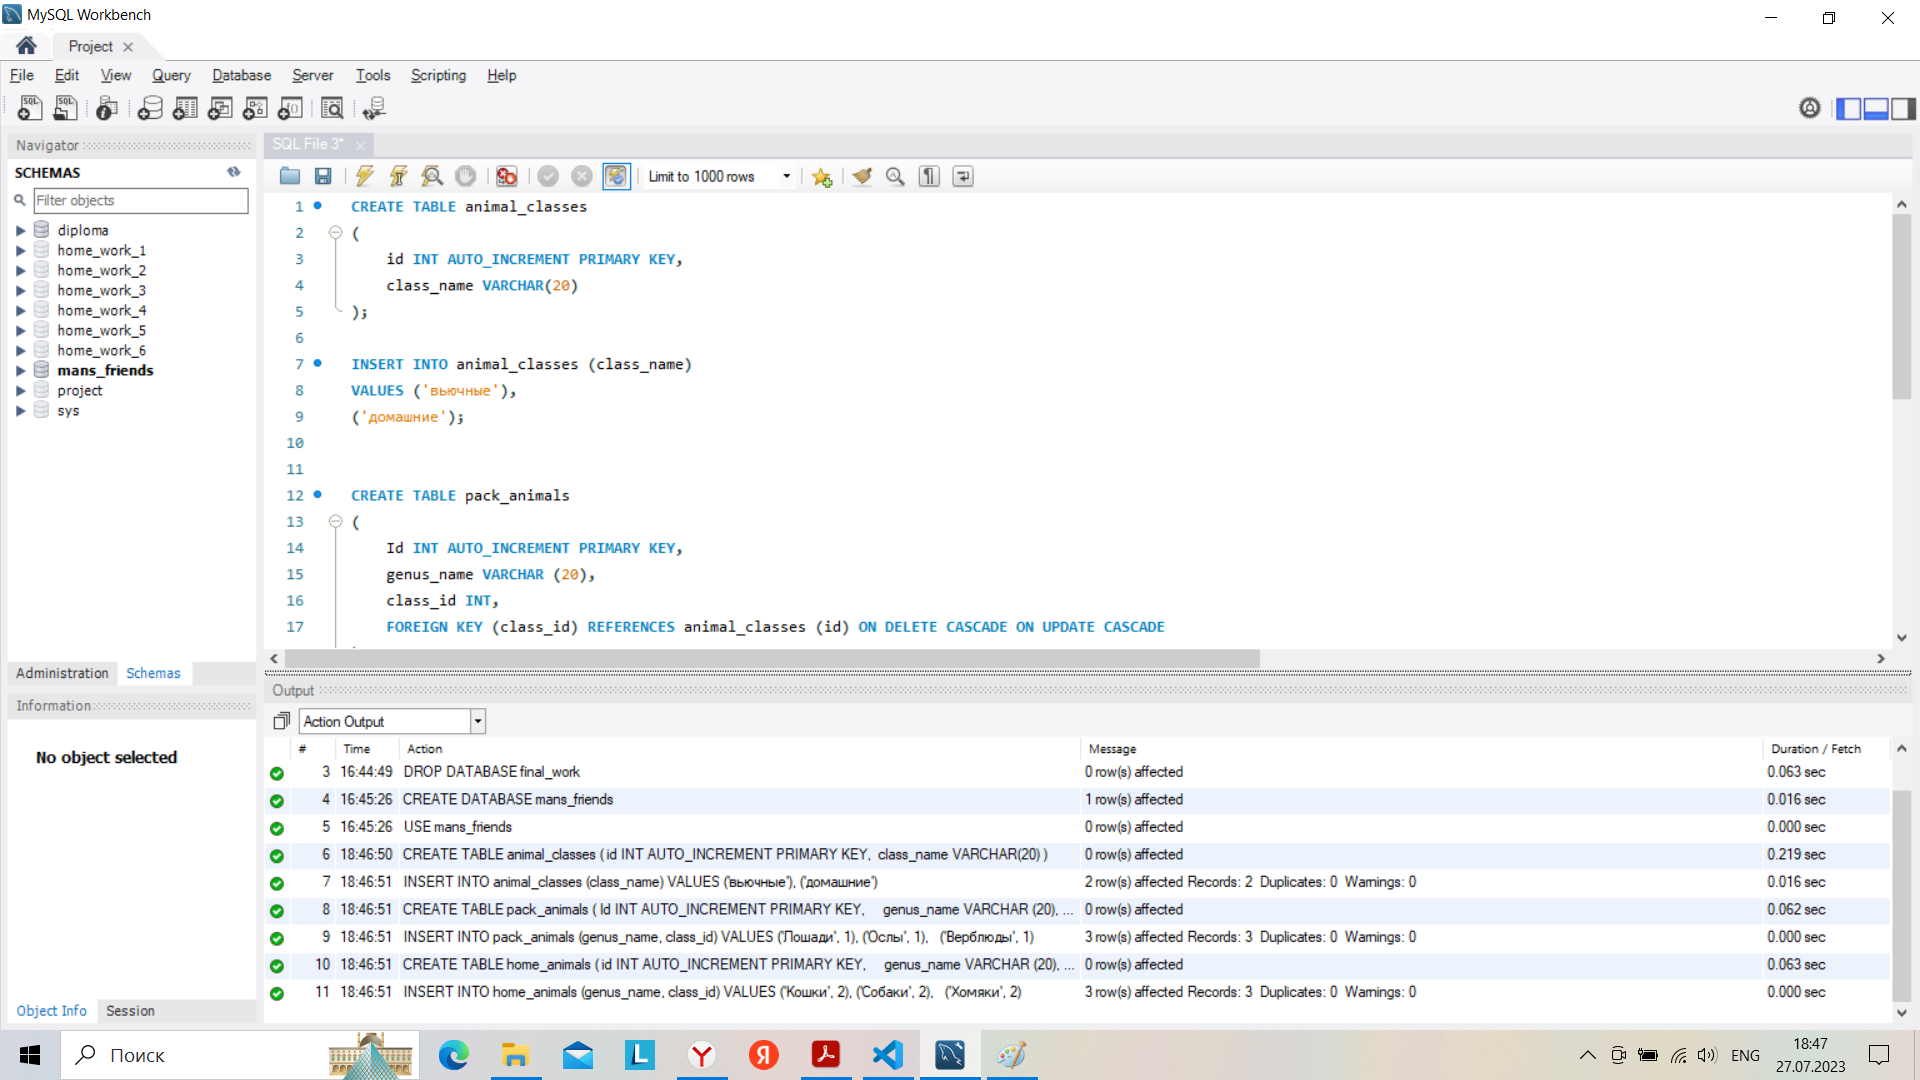 MySQL Workbench
Project
File Edit View Query Database Server Tools Scripting Help
Navigator
SCHEMAS
Filter objects
diploma
home_work_1
home_work_2
home_work_3
home_work_4
home_work_5
home_work_6
mans_friends
project
sys
Administration Schemas
Information
No object selected
Object Info Session
SQL File 3*
Limit to 1000 rows
1 CREATE TABLE animal_classes
2 (
3 id INT AUTO_INCREMENT PRIMARY KEY,
4 class_name VARCHAR(20)
5 );
6
7 INSERT INTO animal_classes (class_name)
8 VALUES ('вьючные'),
9 ('домашние');
10
11
12 CREATE TABLE pack_animals
13 (
14 Id INT AUTO_INCREMENT PRIMARY KEY,
15 genus_name VARCHAR (20),
16 class_id INT,
17 FOREIGN KEY (class_id) REFERENCES animal_classes (id) ON DELETE CASCADE ON UPDATE CASCADE
Output
Action Output
# Time Action Message Duration / Fetch
3 16:44:49 DROP DATABASE final_work 0 row(s) affected 0.063 sec
4 16:45:26 CREATE DATABASE mans_friends 1 row(s) affected 0.016 sec
5 16:45:26 USE mans_friends 0 row(s) affected 0.000 sec
6 18:46:50 CREATE TABLE animal_classes ( id INT AUTO_INCREMENT PRIMARY KEY, class_name VARCHAR(20) ) 0 row(s) affected 0.219 sec
7 18:46:51 INSERT INTO animal_classes (class_name) VALUES ('вьючные'), ('домашние') 2 row(s) affected Records: 2 Duplicates: 0 Warnings: 0 0.016 sec
8 18:46:51 CREATE TABLE pack_animals ( Id INT AUTO_INCREMENT PRIMARY KEY, genus_name VARCHAR (20), ... 0 row(s) affected 0.062 sec
9 18:46:51 INSERT INTO pack_animals (genus_name, class_id) VALUES ('Лошади', 1), ('Ослы', 1), ('Верблюды', 1) 3 row(s) affected Records: 3 Duplicates: 0 Warnings: 0 0.000 sec
10 18:46:51 CREATE TABLE home_animals ( id INT AUTO_INCREMENT PRIMARY KEY, genus_name VARCHAR (20), ... 0 row(s) affected 0.063 sec
11 18:46:51 INSERT INTO home_animals (genus_name, class_id) VALUES ('Кошки', 2), ('Собаки', 2), ('Хомяки', 2) 3 row(s) affected Records: 3 Duplicates: 0 Warnings: 0 0.000 sec
Поиск
ENG
18:47
27.07.2023